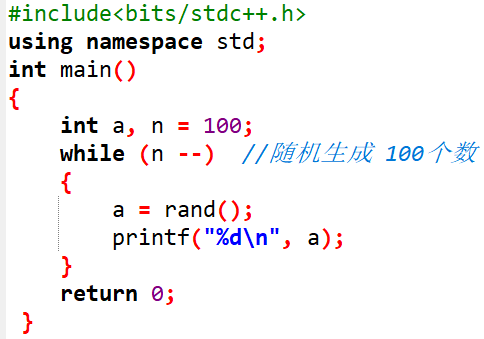 #include<bits/stdc++.h>
using namespace std;
int main()
{
    int a, n = 100;
    while (n --)  //随机生成 100个数
    {
        a = rand();
        printf("%d\n", a);
    }
    return 0;
}